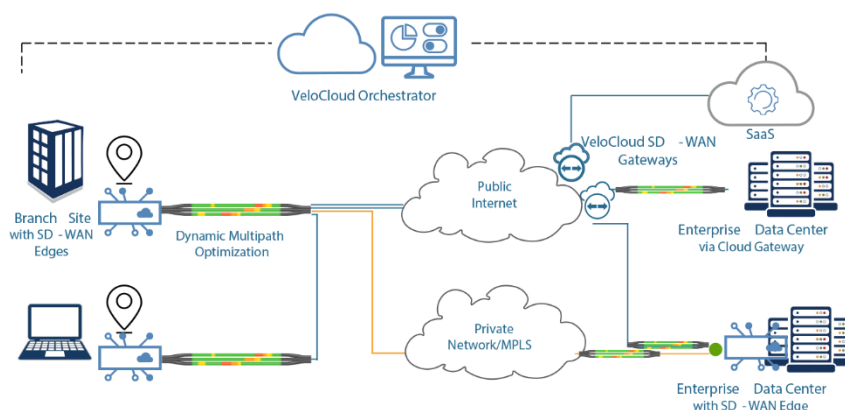 VeloCloud Orchestrator
SaaS
VeloCloud SD - WAN
Gateways
Public
Internet
Branch Site
with SD - WAN
Edges
Dynamic Multipath
Optimization
Enterprise Data Center
via Cloud Gateway
Private
Network/MPLS
Enterprise Data Center
with SD - WAN Edge